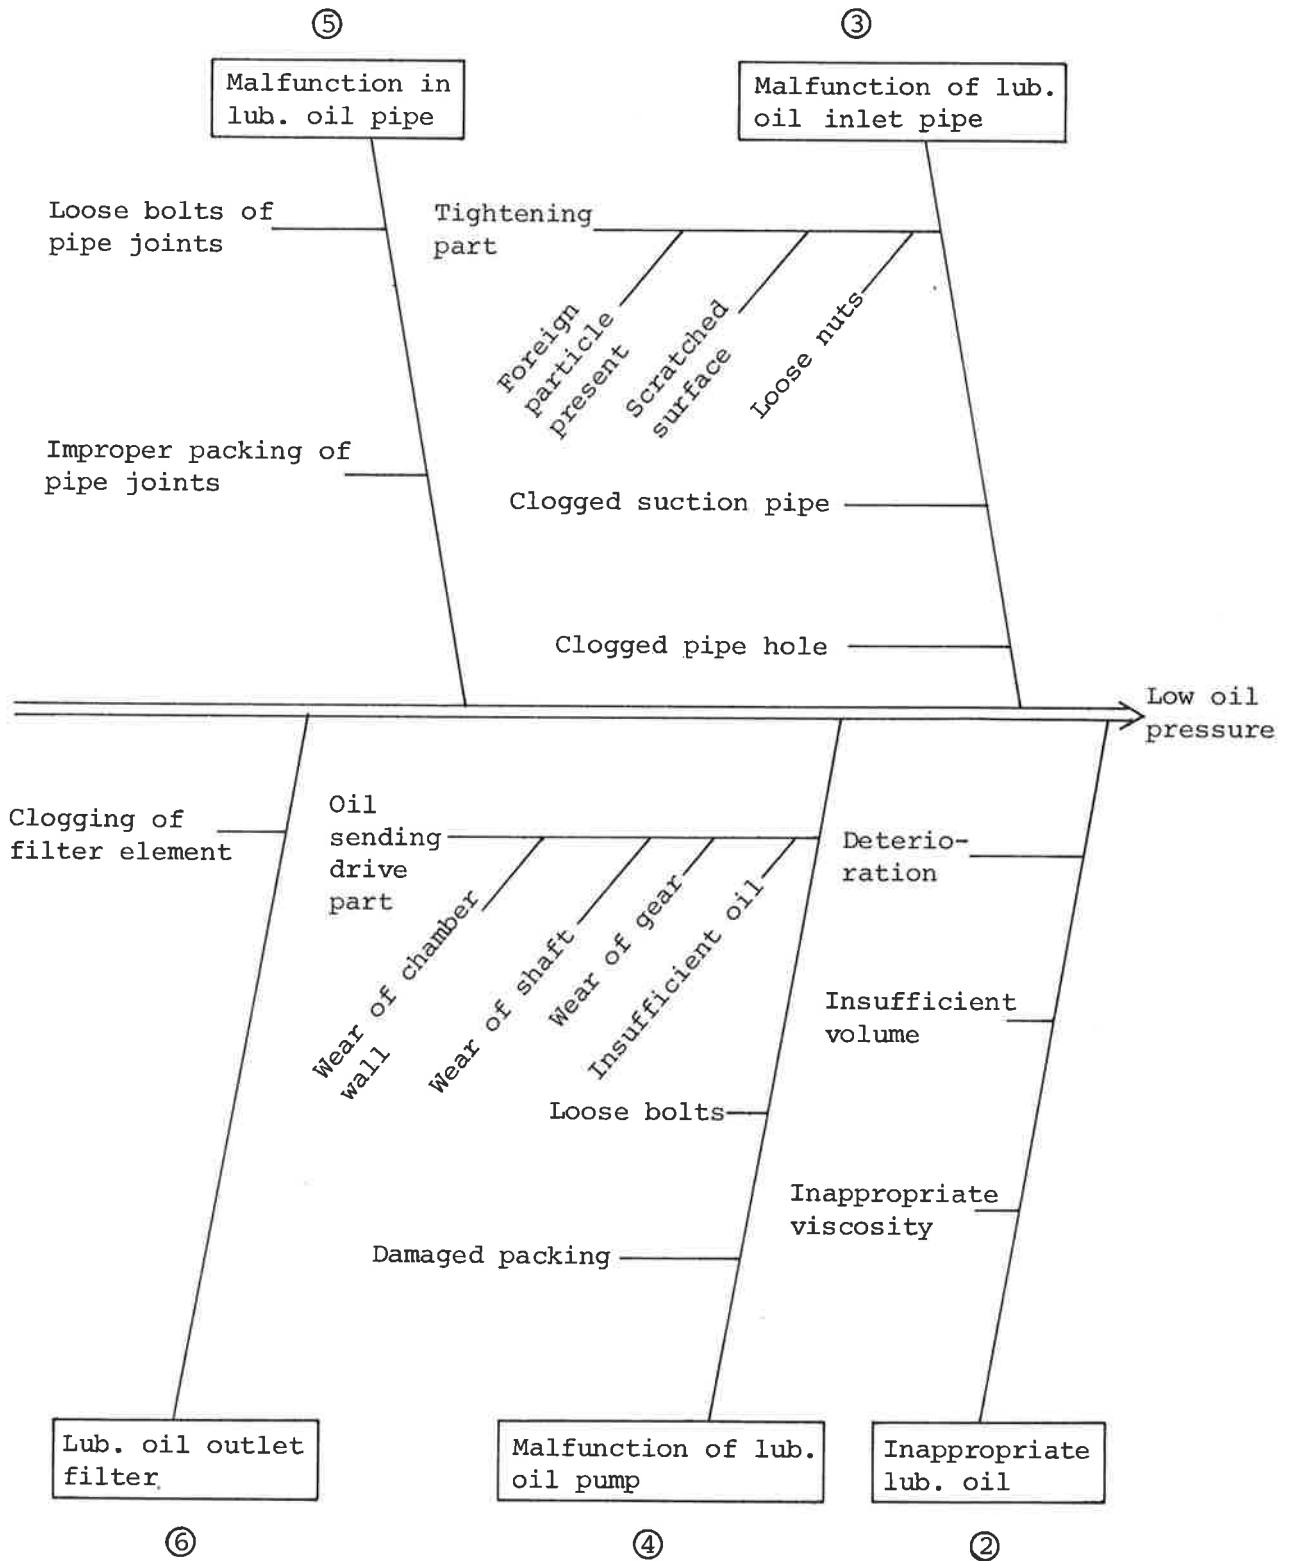 ⑤
③
Malfunction in
lub. oil pipe
Malfunction of lub.
oil inlet pipe
Loose bolts of
pipe joints
Tightening
part
Foreign
particle
present
Scratched
surface
Loose nuts
Improper packing of
pipe joints
Clogged suction pipe
Clogged pipe hole
Low oil
pressure
Clogging of
filter element
Oil
sending
drive
part
Wear of chamber
wall
Wear of shaft
Wear of gear
Insufficient oil
Deterio-
ration
Insufficient
volume
Loose bolts
Inappropriate
viscosity
Damaged packing
Lub. oil outlet
filter
Malfunction of lub.
oil pump
Inappropriate
lub. oil
⑥
④
②